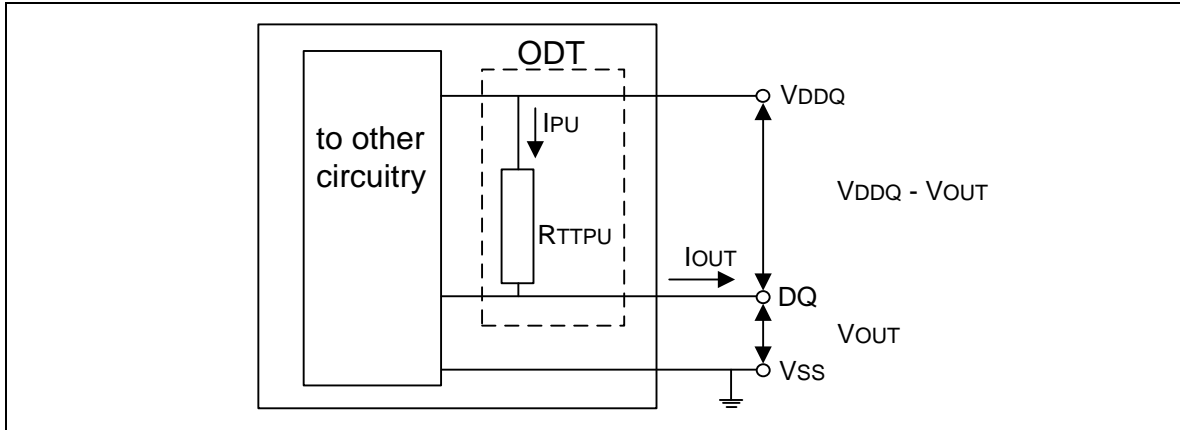 ODT
VDDQ
IPU
to other
circuitry
VDDQ - VOUT
RTTPU
IOUT
DQ
VOUT
VSS